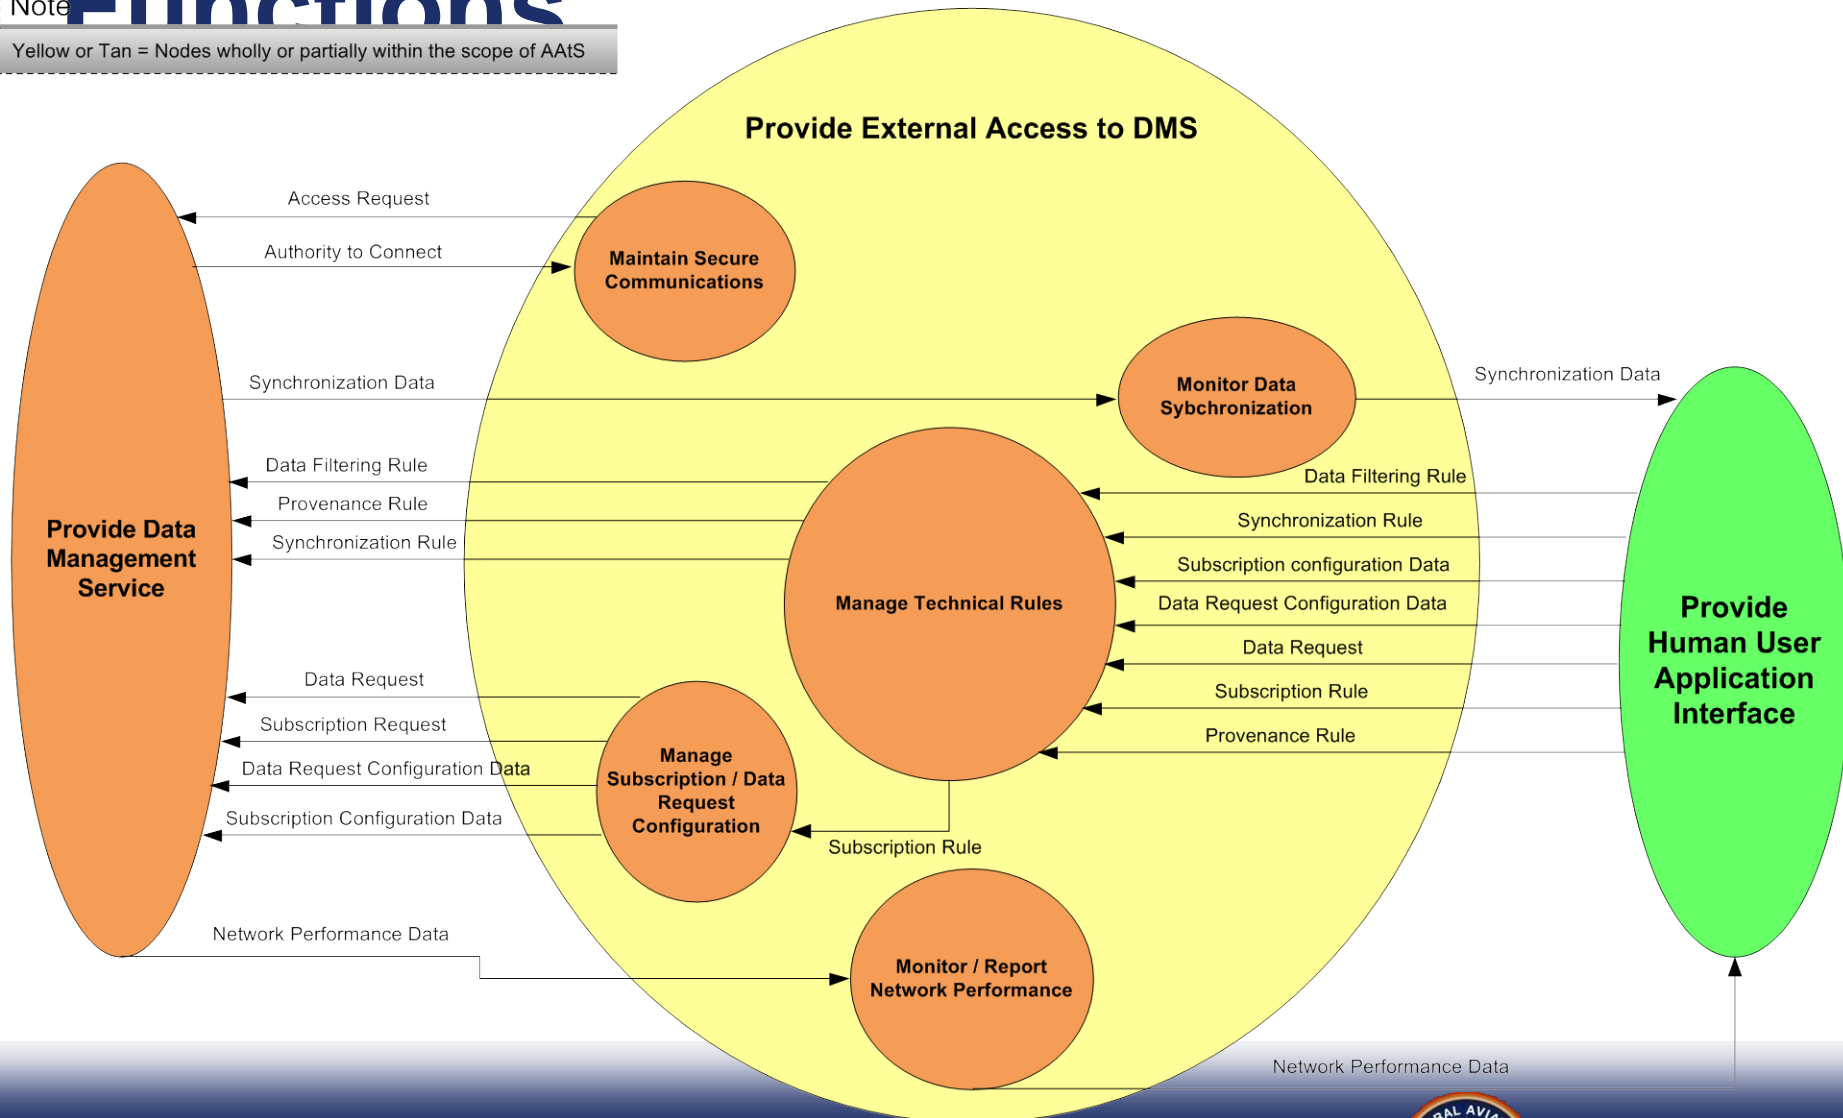 Note
Functions
Yellow or Tan = Nodes wholly or partially within the scope of AAtS
Provide External Access to DMS
Access Request
Authority to Connect
Maintain Secure
Communications
Synchronization Data
Monitor Data
Sybchronization
Synchronization Data
Data Filtering Rule
Provenance Rule
Synchronization Rule
Provide Data
Management
Service
Manage Technical Rules
Data Filtering Rule
Synchronization Rule
Subscription configuration Data
Data Request Configuration Data
Data Request
Subscription Rule
Provenance Rule
Provide
Human User
Application
Interface
Data Request
Subscription Request
Data Request Configuration Data
Subscription Configuration Data
Manage
Subscription / Data
Request
Configuration
Subscription Rule
Network Performance Data
Monitor / Report
Network Performance
Network Performance Data